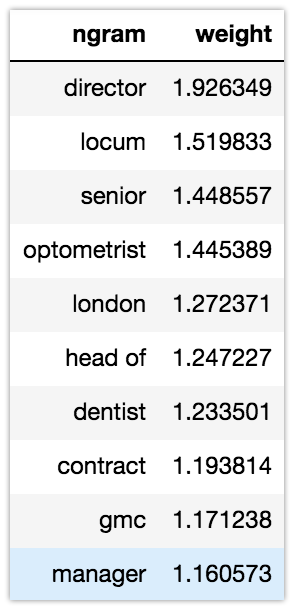 ngram weight
director 1.926349
locum 1.519833
senior 1.448557
optometrist 1.445389
london 1.272371
head of 1.247227
dentist 1.233501
contract 1.193814
gmc 1.171238
manager 1.160573